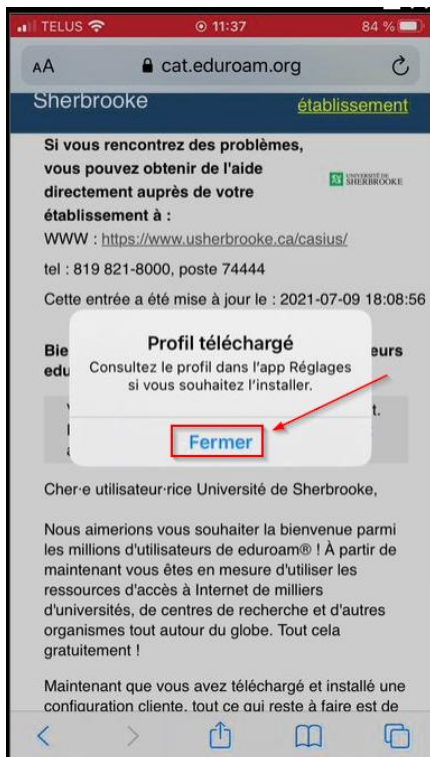 TELUS 11:37 84 %
AA cat.eduroam.org
Sherbrooke établissement
Si vous rencontrez des problèmes,
vous pouvez obtenir de l'aide
directement auprès de votre
établissement à :
UNIVERSITÉ DE
SHERBROOKE
WWW : https://www.usherbrooke.ca/casius/
tel : 819 821-8000, poste 74444
Cette entrée a été mise à jour le : 2021-07-09 18:08:56
Profil téléchargé
Consultez le profil dans l'app Réglages
si vous souhaitez l'installer.
Fermer
Bie eurs
edu
t.
Cher·e utilisateur·rice Université de Sherbrooke,
Nous aimerions vous souhaiter la bienvenue parmi
les millions d'utilisateurs de eduroam® ! À partir de
maintenant vous êtes en mesure d'utiliser les
ressources d'accès à Internet de milliers
d'universités, de centres de recherche et d'autres
organismes tout autour du globe. Tout cela
gratuitement !
Maintenant que vous avez téléchargé et installé une
configuration cliente, tout ce qui reste à faire est de